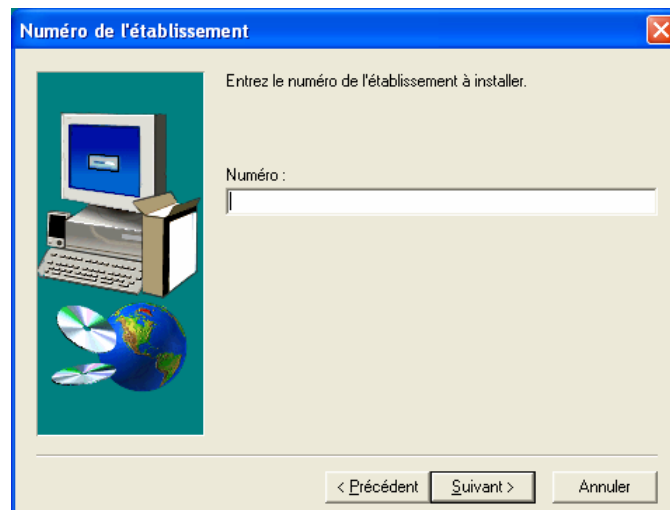 Numéro de l'établissement
Entrez le numéro de l'établissement à installer.
Numéro :
< Précédent
Suivant >
Annuler